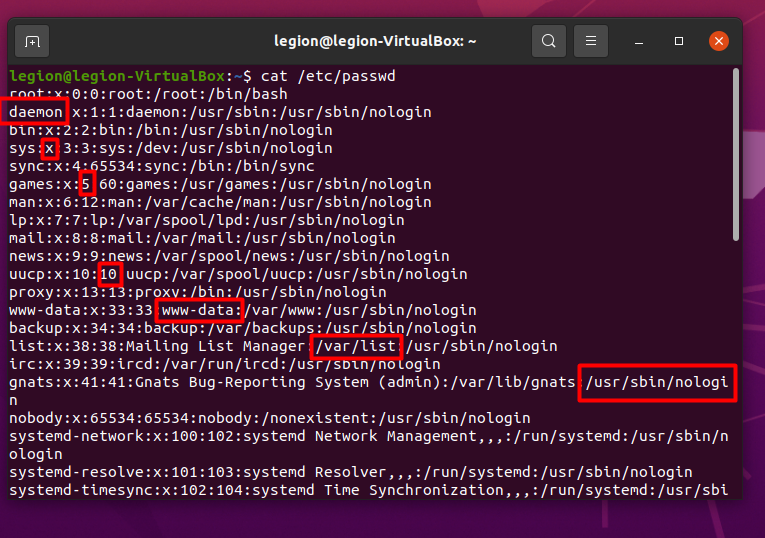 legion@legion-VirtualBox: ~
legion@legion-VirtualBox:~$ cat /etc/passwd
root:x:0:0:root:/root:/bin/bash
daemon:x:1:1:daemon:/usr/sbin:/usr/sbin/nologin
bin:x:2:2:bin:/bin:/usr/sbin/nologin
sys:x:3:3:sys:/dev:/usr/sbin/nologin
sync:x:4:65534:sync:/bin:/bin/sync
games:x:5:60:games:/usr/games:/usr/sbin/nologin
man:x:6:12:man:/var/cache/man:/usr/sbin/nologin
lp:x:7:7:lp:/var/spool/lpd:/usr/sbin/nologin
mail:x:8:8:mail:/var/mail:/usr/sbin/nologin
news:x:9:9:news:/var/spool/news:/usr/sbin/nologin
uucp:x:10:10:uucp:/var/spool/uucp:/usr/sbin/nologin
proxy:x:13:13:proxy:/bin:/usr/sbin/nologin
www-data:x:33:33:www-data:/var/www:/usr/sbin/nologin
backup:x:34:34:backup:/var/backups:/usr/sbin/nologin
list:x:38:38:Mailing List Manager:/var/list:/usr/sbin/nologin
irc:x:39:39:ircd:/var/run/ircd:/usr/sbin/nologin
gnats:x:41:41:Gnats Bug-Reporting System (admin):/var/lib/gnats:/usr/sbin/nologi
n
nobody:x:65534:65534:nobody:/nonexistent:/usr/sbin/nologin
systemd-network:x:100:102:systemd Network Management,,,:/run/systemd:/usr/sbin/n
ologin
systemd-resolve:x:101:103:systemd Resolver,,,:/run/systemd:/usr/sbin/nologin
systemd-timesync:x:102:104:systemd Time Synchronization,,,:/run/systemd:/usr/sbi